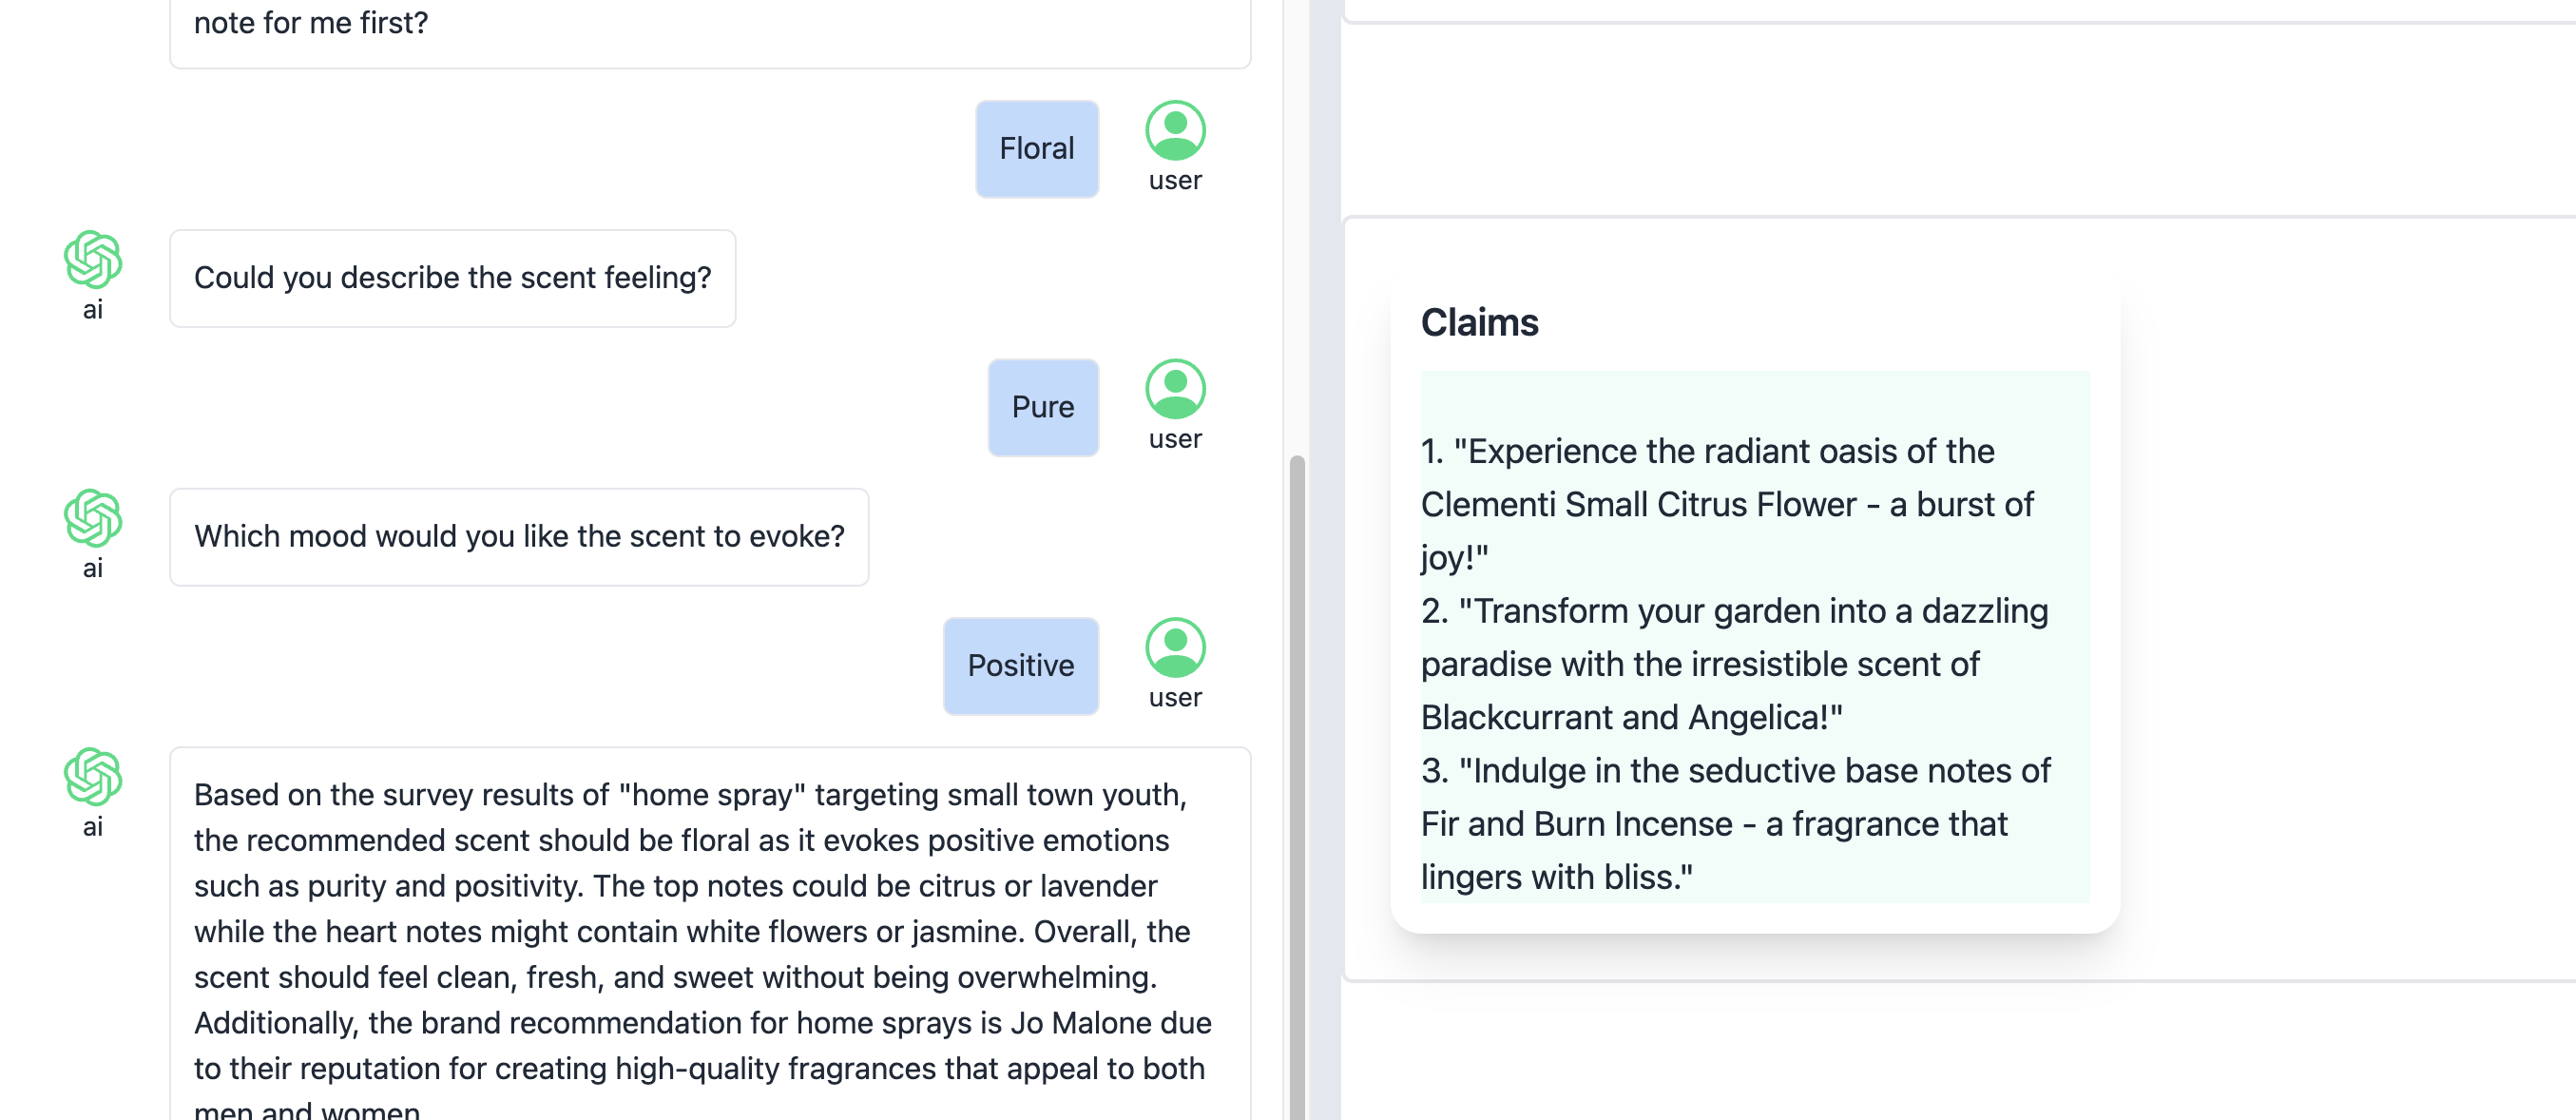 note for me first?
Floral
user
ai
Could you describe the scent feeling?
Pure
user
ai
Which mood would you like the scent to evoke?
Positive
user
ai
Based on the survey results of "home spray" targeting small town youth,
the recommended scent should be floral as it evokes positive emotions
such as purity and positivity. The top notes could be citrus or lavender
while the heart notes might contain white flowers or jasmine. Overall, the
scent should feel clean, fresh, and sweet without being overwhelming.
Additionally, the brand recommendation for home sprays is Jo Malone due
to their reputation for creating high-quality fragrances that appeal to both
men and women
Claims
1. "Experience the radiant oasis of the
Clementi Small Citrus Flower - a burst of
joy!"
2. "Transform your garden into a dazzling
paradise with the irresistible scent of
Blackcurrant and Angelica!"
3. "Indulge in the seductive base notes of
Fir and Burn Incense - a fragrance that
lingers with bliss."